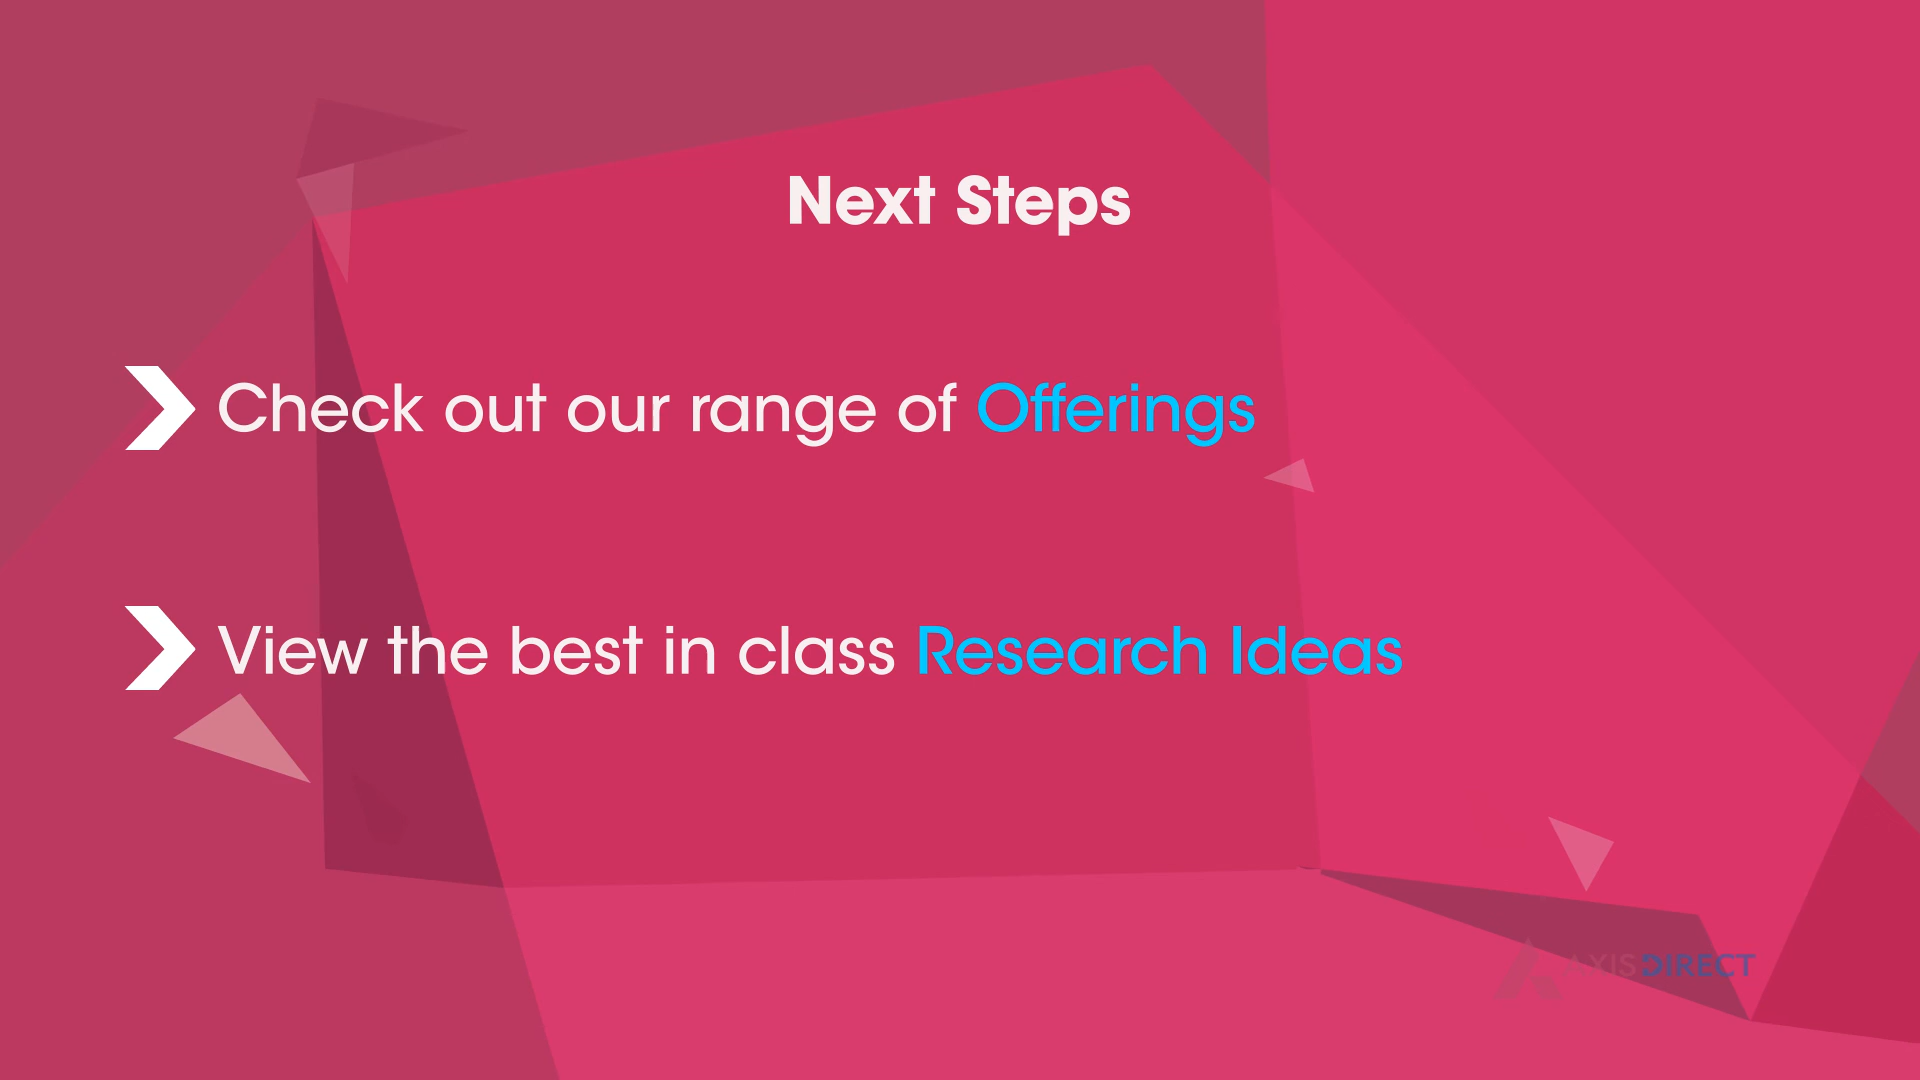 Next Steps
Check out our range of Offerings
View the best in class Research Ideas
AXISDIRECT